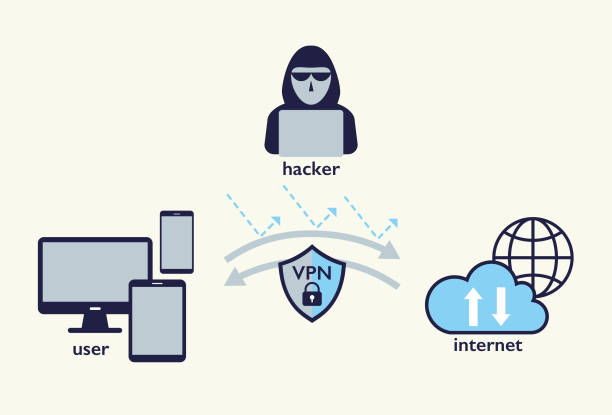 hacker
VPN
user
internet